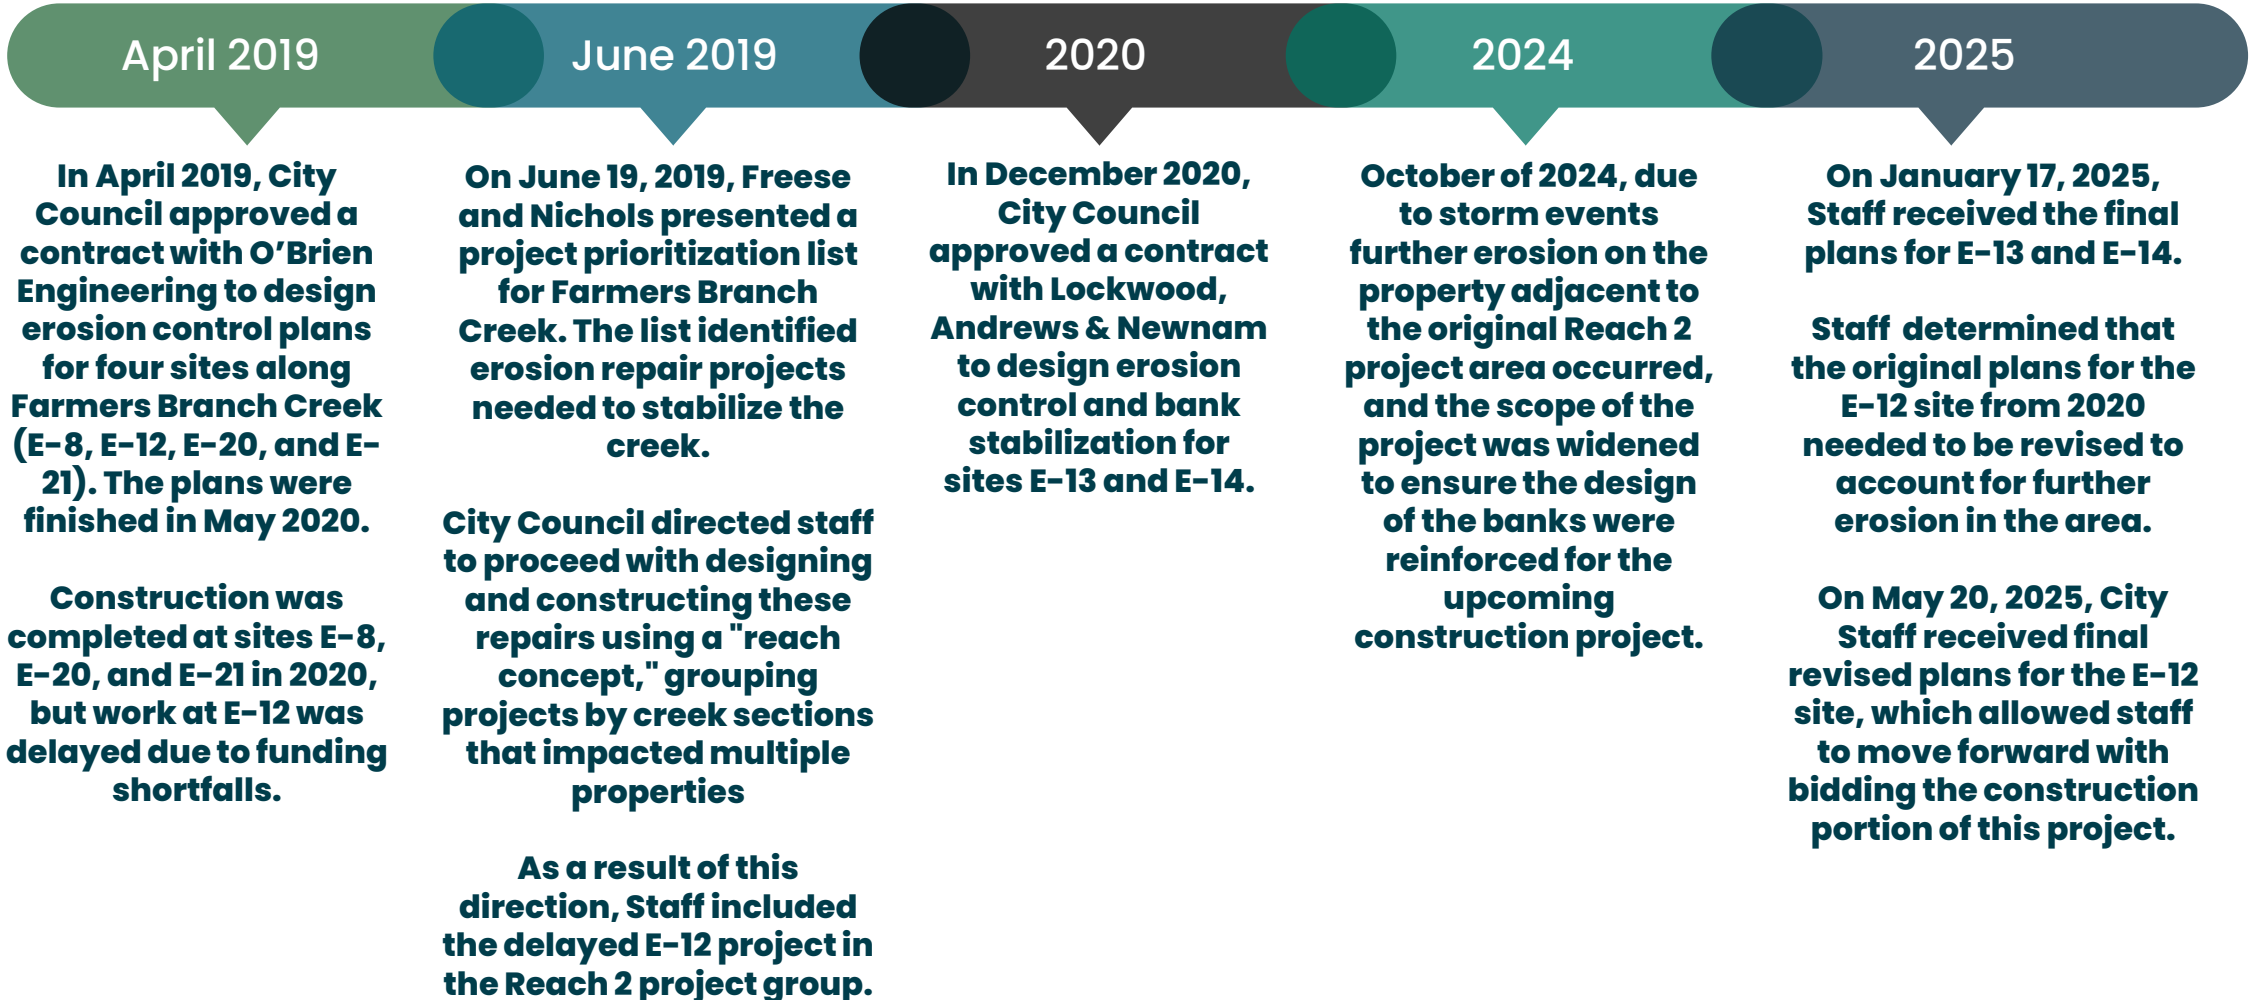 April 2019
In April 2019, City
Council approved a
contract with O’Brien
Engineering to design
erosion control plans
for four sites along
Farmers Branch Creek
(E-8, E-12, E-20, and E-
21). The plans were
finished in May 2020.
Construction was
completed at sites E-8,
E-20, and E-21 in 2020,
but work at E-12 was
delayed due to funding
shortfalls.
June 2019
On June 19, 2019, Freese
and Nichols presented a
project prioritization list
for Farmers Branch
Creek. The list identified
erosion repair projects
needed to stabilize the
creek.
City Council directed staff
to proceed with designing
and constructing these
repairs using a "reach
concept," grouping
projects by creek sections
that impacted multiple
properties
As a result of this
direction, Staff included
the delayed E-12 project in
the Reach 2 project group.
2020
In December 2020,
City Council
approved a contract
with Lockwood,
Andrews & Newnam
to design erosion
control and bank
stabilization for
sites E-13 and E-14.
2024
October of 2024, due
to storm events
further erosion on the
property adjacent to
the original Reach 2
project area occurred,
and the scope of the
project was widened
to ensure the design
of the banks were
reinforced for the
upcoming
construction project.
2025
On January 17, 2025,
Staff received the final
plans for E-13 and E-14.
Staff  determined that
the original plans for the
E-12 site from 2020
needed to be revised to
account for further
erosion in the area.
On May 20, 2025, City
Staff received final
revised plans for the E-12
site, which allowed staff
to move forward with
bidding the construction
portion of this project.